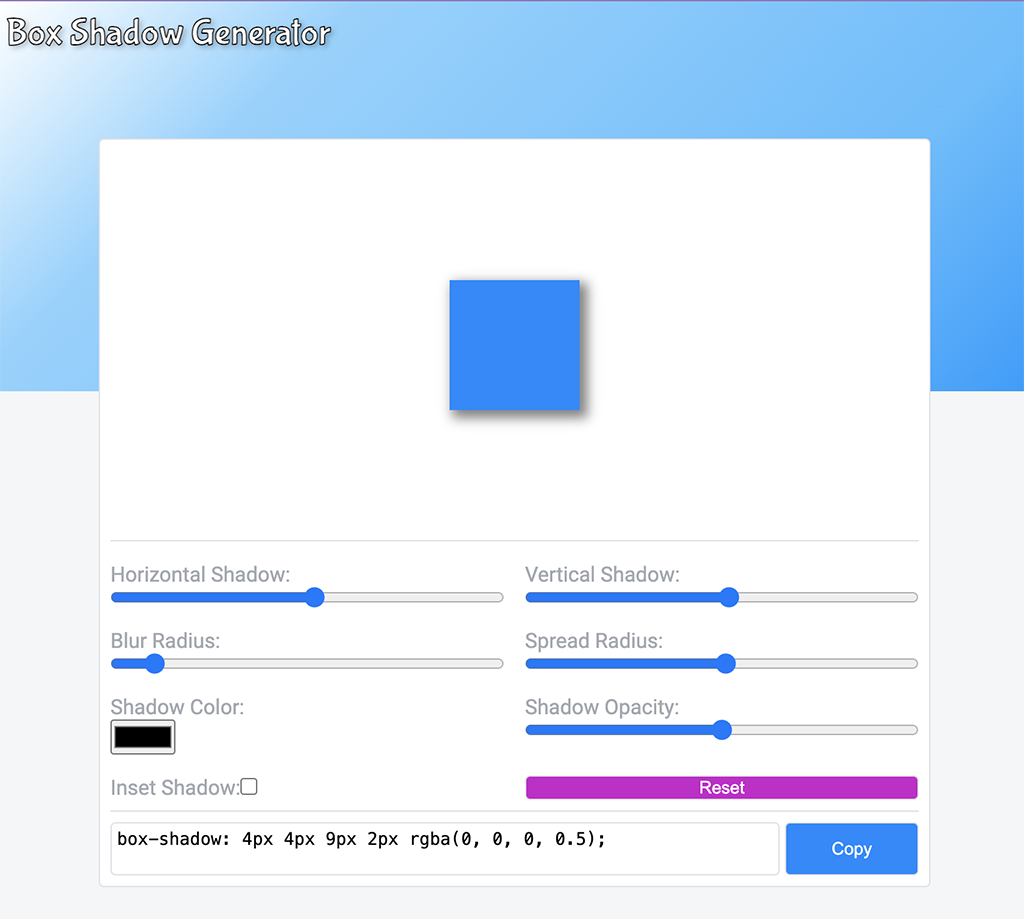 Box Shadow Generator
Horizontal Shadow:
Vertical Shadow:
Blur Radius:
Spread Radius:
Shadow Color:
Shadow Opacity:
Inset Shadow:
Reset
box-shadow: 4px 4px 9px 2px rgba(0, 0, 0, 0.5);
Copy